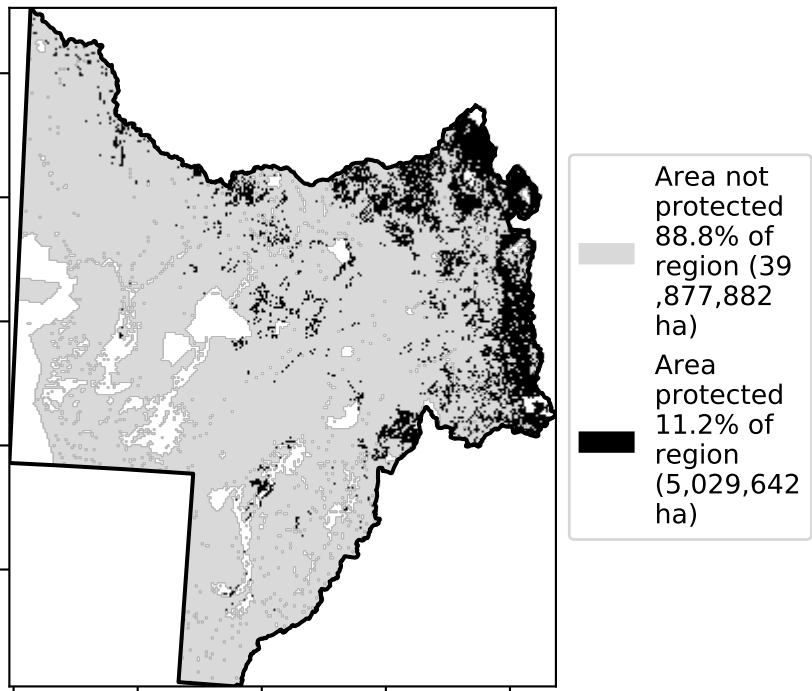 Area not
protected
88.8% of
region (39
,877,882
ha)
Area
protected
11.2% of
region
(5,029,642
ha)